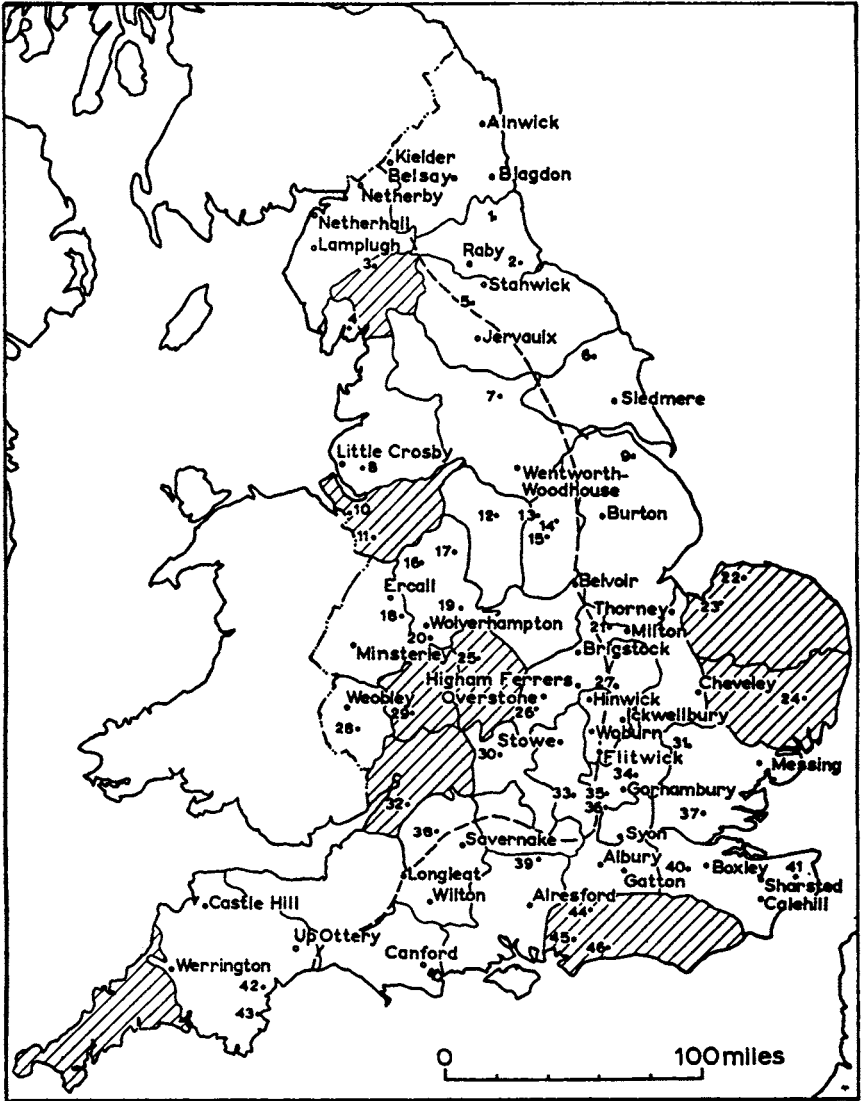 Alnwick
Kielder
Belsay
Blagdon
Netherby
Netherhall
1
Lamplugh
Raby
2
3
Stanwick
5
4
Jervaulx
6
7
Sledmere
Little Crosby
8
9
Wentworth-
Woodhouse
10
12
13
14
Burton
11
15
17
16
Belvoir
22
Ercall
19
Thorney
23
18
Wolverhampton
21
Milton
20
Minsterley
25
Brigstock
Higham Ferrers
27
Cheveley
Weobley
Overstone
Hinwick
24
29
26
Ickwellbury
28
Woburn
Stowe
31
30
Flitwick
Messing
34
33
35
Gorhambury
32
36
37
38
Savernake
Syon
39
Albury
40
Boxley
41
Longleat
Gatton
Sharsted
Wilton
Castle Hill
Alresford
Calehill
44
Up Ottery
45
46
Canford
Werrington
42
43
0
100 miles